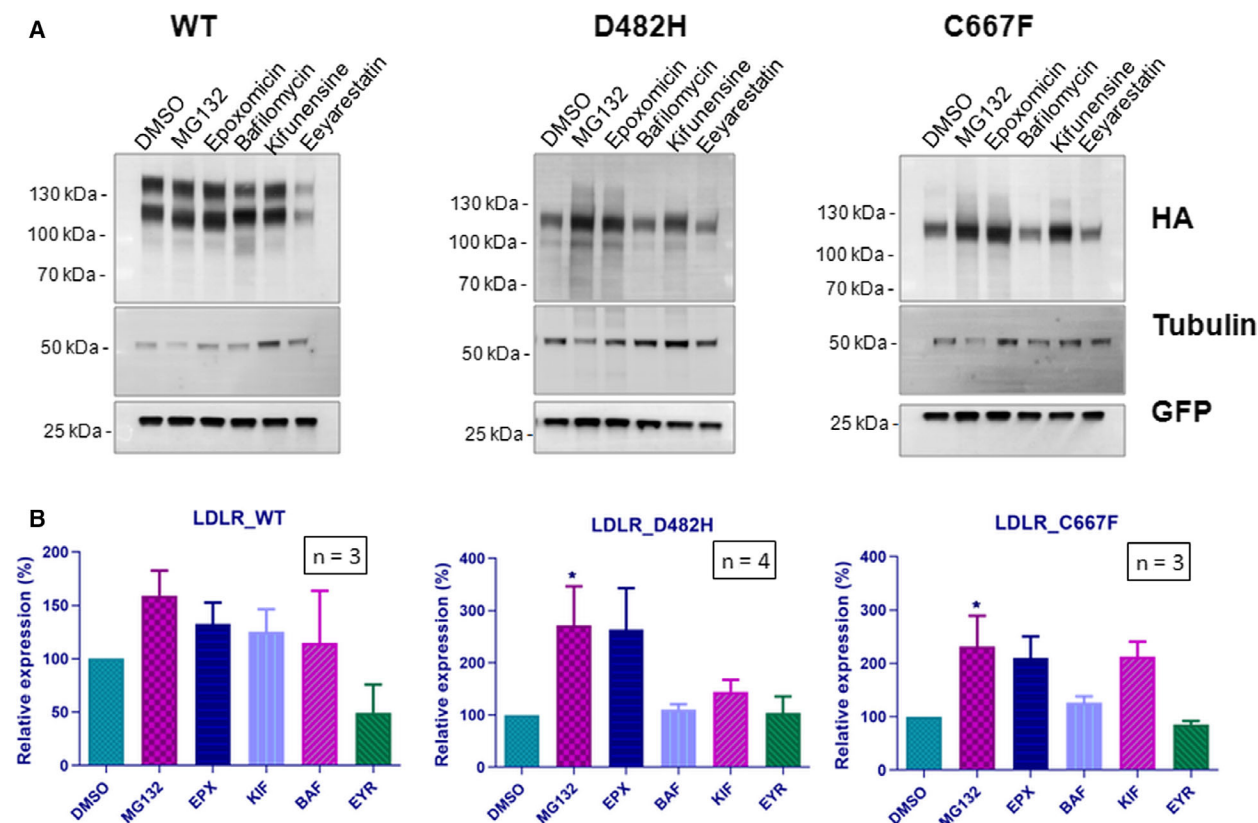 A
WT
D482H
C667F
DMSO
MG132
Epoxomicin
Bafilomycin
Kifunensine
Eeyarestatin
DMSO
MG132
Epoxomicin
Bafilomycin
Kifunensine
Eeyarestatin
DMSO
MG132
Epoxomicin
Bafilomycin
Kifunensine
Eeyarestatin
130 kDa -
100 kDa -
70 kDa -
50 kDa -
25 kDa -
130 kDa -
100 kDa -
70 kDa -
50 kDa -
25 kDa -
130 kDa -
100 kDa -
70 kDa -
50 kDa -
25 kDa -
HA
Tubulin
GFP
B
LDLR_WT
n = 3
Relative expression (%)
200
150
100
50
0
DMSO
MG132
EPX
KIF
BAF
EYR
LDLR_D482H
n = 4
Relative expression (%)
400
300
200
100
0
*
DMSO
MG132
EPX
BAF
KIF
EYR
LDLR_C667F
n = 3
Relative expression (%)
400
300
200
100
0
*
DMSO
MG132
EPX
BAF
KIF
EYR